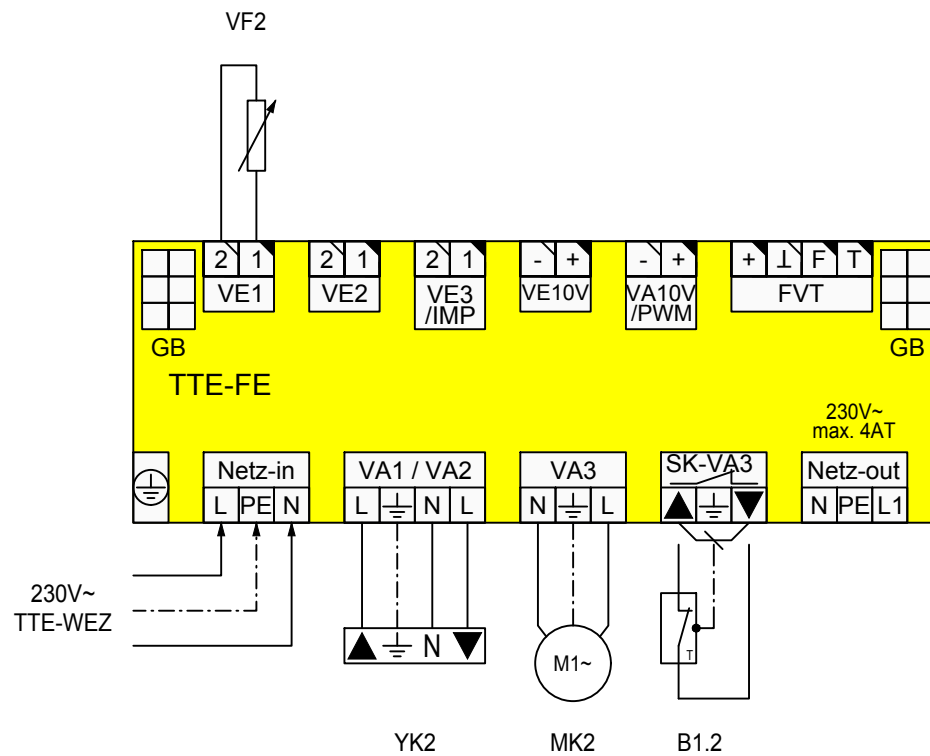 VF2
2 1 2 1 2 1 - + - + + ⊥ F T
VE1 VE2 VE3 /IMP VE10V VA10V /PWM FVT
GB GB
TTE-FE
230V~
max. 4AT
Netz-in VA1 / VA2 VA3 SK-VA3 Netz-out
L PE N L N L N L N PE L1
230V~
TTE-WEZ
N
M1~
T
YK2 MK2 B1.2